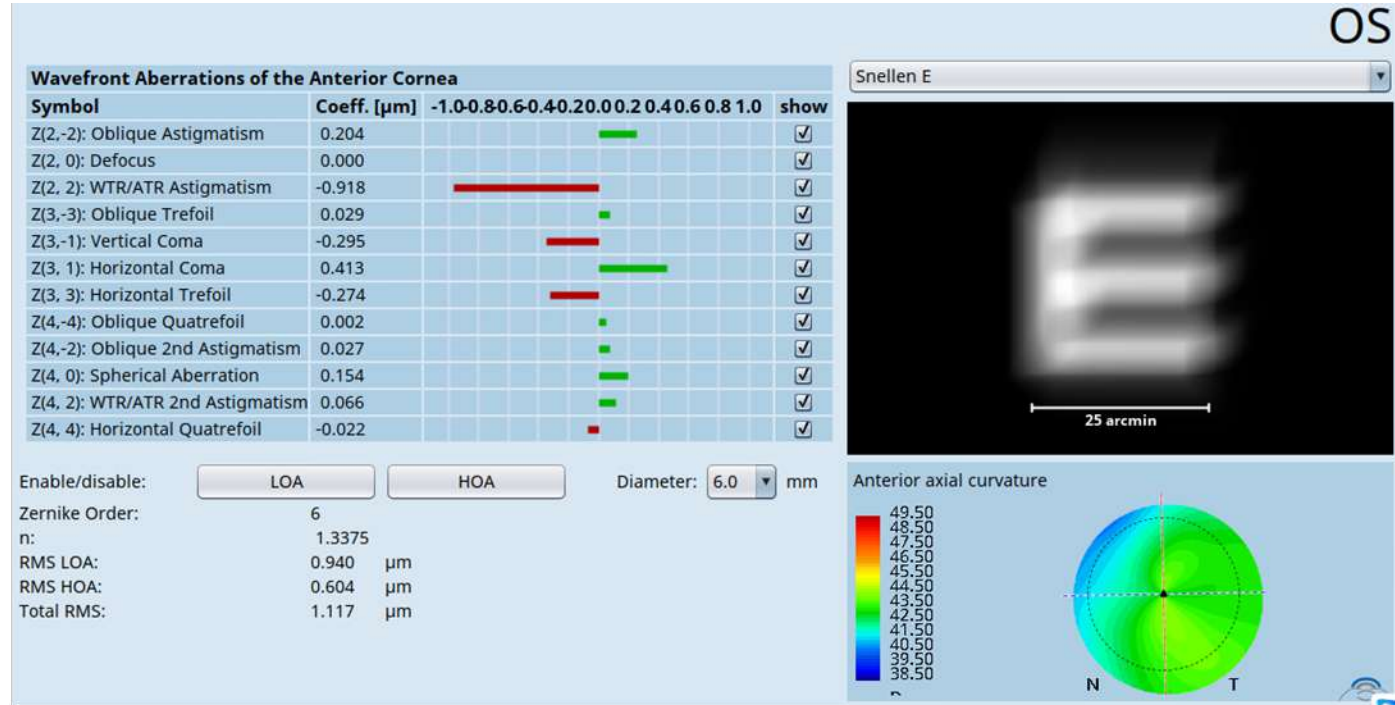 OS
Wavefront Aberrations of the Anterior Cornea
Symbol Coeff. [µm] -1.0-0.8-0.6-0.4-0.2 0.0 0.2 0.4 0.6 0.8 1.0 show
Z(2,-2): Oblique Astigmatism 0.204
Z(2, 0): Defocus 0.000
Z(2, 2): WTR/ATR Astigmatism -0.918
Z(3,-3): Oblique Trefoil 0.029
Z(3,-1): Vertical Coma -0.295
Z(3, 1): Horizontal Coma 0.413
Z(3, 3): Horizontal Trefoil -0.274
Z(4,-4): Oblique Quatrefoil 0.002
Z(4,-2): Oblique 2nd Astigmatism 0.027
Z(4, 0): Spherical Aberration 0.154
Z(4, 2): WTR/ATR 2nd Astigmatism 0.066
Z(4, 4): Horizontal Quatrefoil -0.022
Enable/disable: LOA HOA Diameter: 6.0 mm
Zernike Order: 6
n: 1.3375
RMS LOA: 0.940 µm
RMS HOA: 0.604 µm
Total RMS: 1.117 µm
Snellen E
E
25 arcmin
Anterior axial curvature
49.50
48.50
47.50
46.50
45.50
44.50
43.50
42.50
41.50
40.50
39.50
38.50
N T